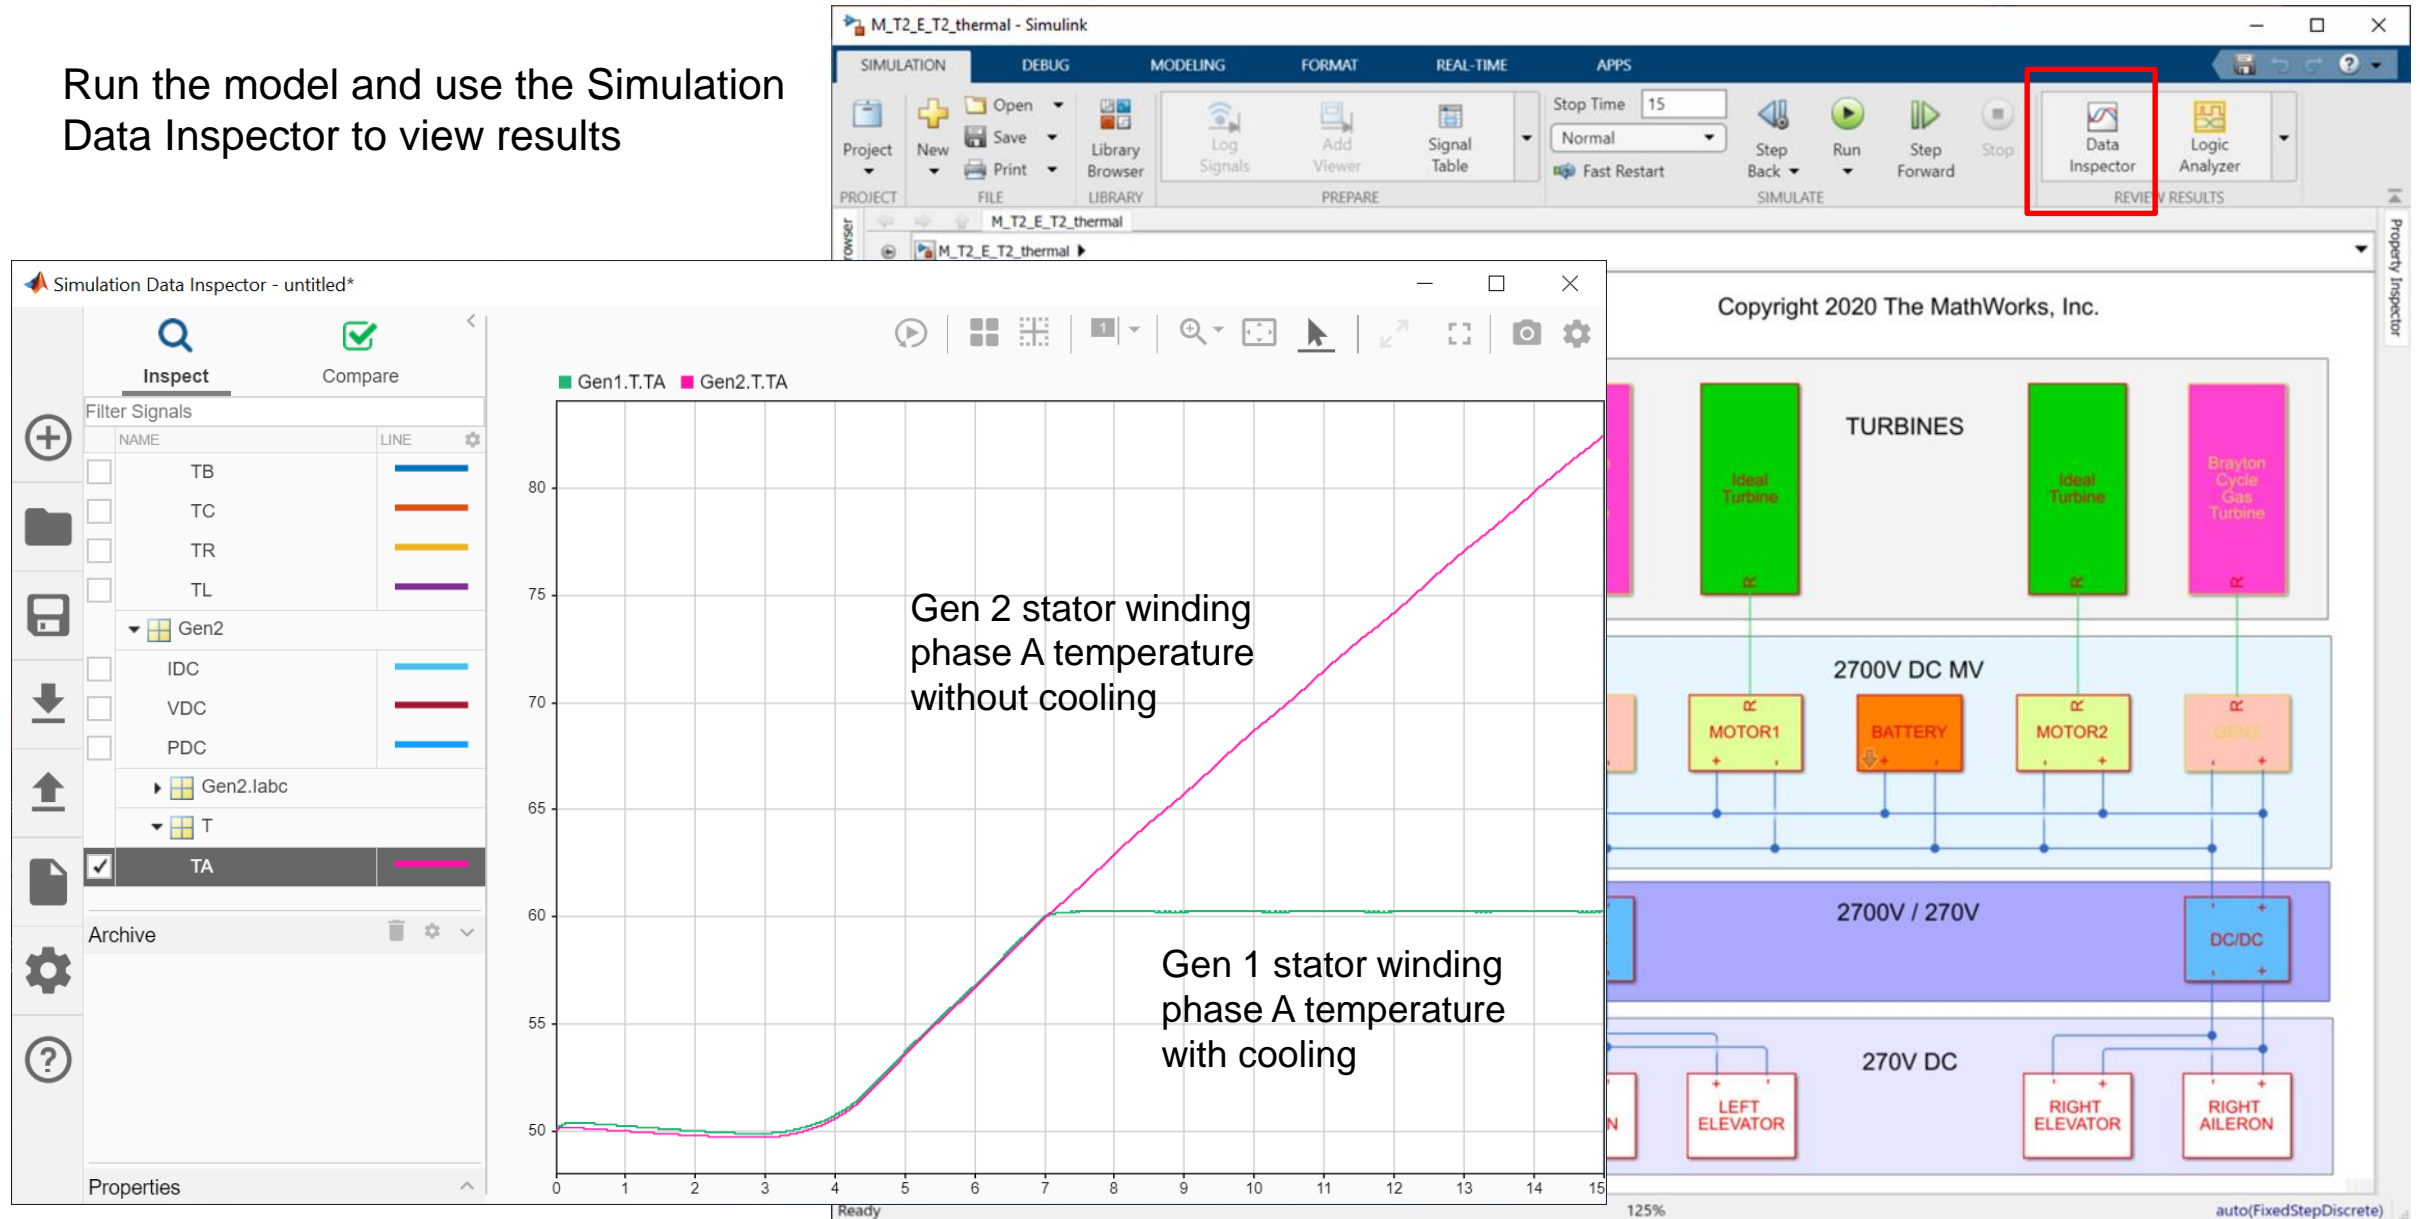 Run the model and use the Simulation
Data Inspector to view results
M_T2_E_T2_thermal - Simulink
SIMULATION DEBUG MODELING FORMAT REAL-TIME APPS
Project
New
Open
Save
Print
Library
Browser
Log
Signals
Add
Viewer
Signal
Table
Stop Time 15
Normal
Fast Restart
Step
Back
Run
Step
Forward
Stop
Data
Inspector
Logic
Analyzer
PROJECT FILE LIBRARY PREPARE SIMULATE REVIEW RESULTS
M_T2_E_T2_thermal
M_T2_E_T2_thermal
Property Inspector
Simulation Data Inspector - untitled*
Inspect Compare
Filter Signals
NAME LINE
TB
TC
TR
TL
Gen2
IDC
VDC
PDC
Gen2.Iabc
T
TA
Archive
Properties
1
Gen1.T.TA Gen2.T.TA
80
75
70
65
60
55
50
0 1 2 3 4 5 6 7 8 9 10 11 12 13 14 15
Gen 2 stator winding
phase A temperature
without cooling
Gen 1 stator winding
phase A temperature
with cooling
Copyright 2020 The MathWorks, Inc.
TURBINES
Ideal
Turbine
R
Ideal
Turbine
R
Brayton
Cycle
Gas
Turbine
R
2700V DC MV
R
MOTOR1
+ -
BATTERY
+ -
R
MOTOR2
- +
R
GEN2
- +
2700V / 270V
- +
DC/DC
- +
270V DC
N
+ -
LEFT
ELEVATOR
- +
RIGHT
ELEVATOR
- +
RIGHT
AILERON
Ready 125% auto(FixedStepDiscrete)